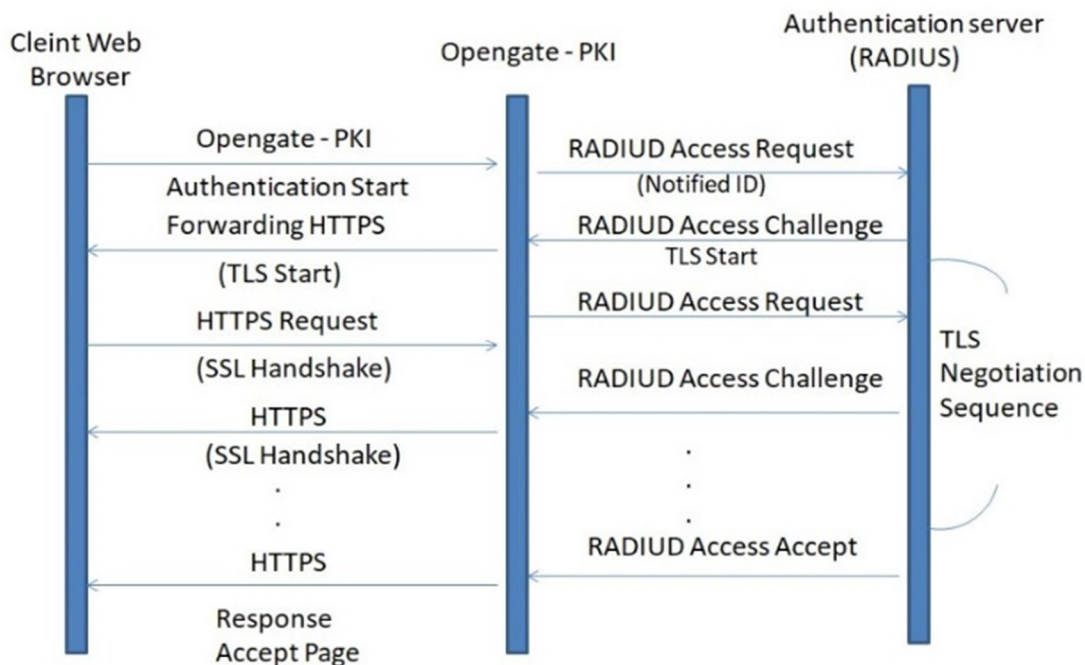 Cleint Web
Browser
Opengate - PKI
Authentication server
(RADIUS)
Opengate - PKI
Authentication Start
Forwarding HTTPS
(TLS Start)
HTTPS Request
(SSL Handshake)
HTTPS
(SSL Handshake)
.
.
HTTPS
Response
Accept Page
RADIUD Access Request
(Notified ID)
RADIUD Access Challenge
TLS Start
RADIUD Access Request
RADIUD Access Challenge
.
.
.
RADIUD Access Accept
TLS
Negotiation
Sequence